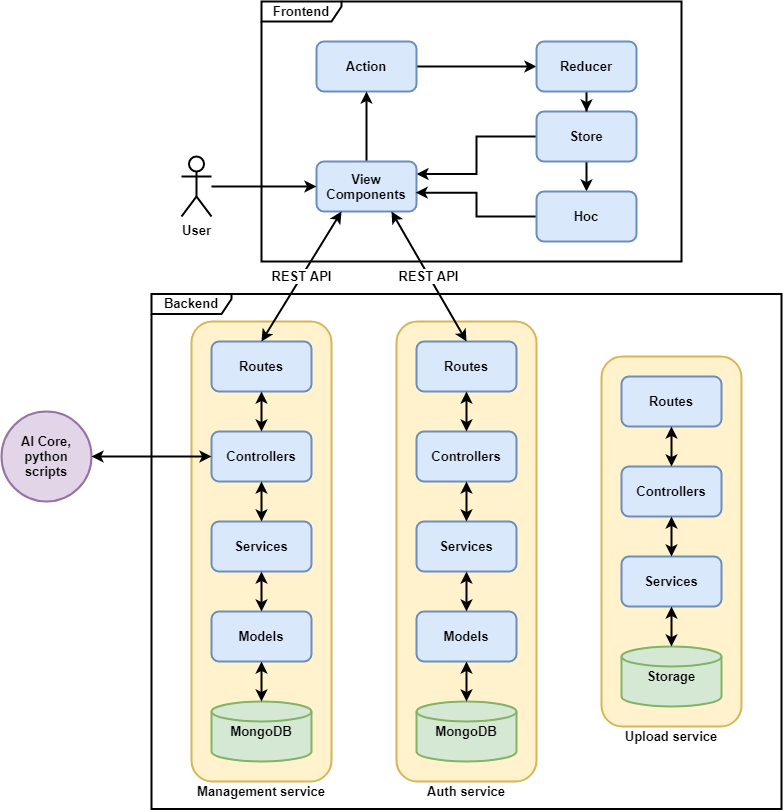 Frontend
Action
Reducer
Store
View
Components
Hoc
User
REST API
REST API
Backend
Routes
Routes
Routes
AI Core,
python
scripts
Controllers
Controllers
Controllers
Services
Services
Services
Models
Models
Storage
MongoDB
MongoDB
Upload service
Management service
Auth service